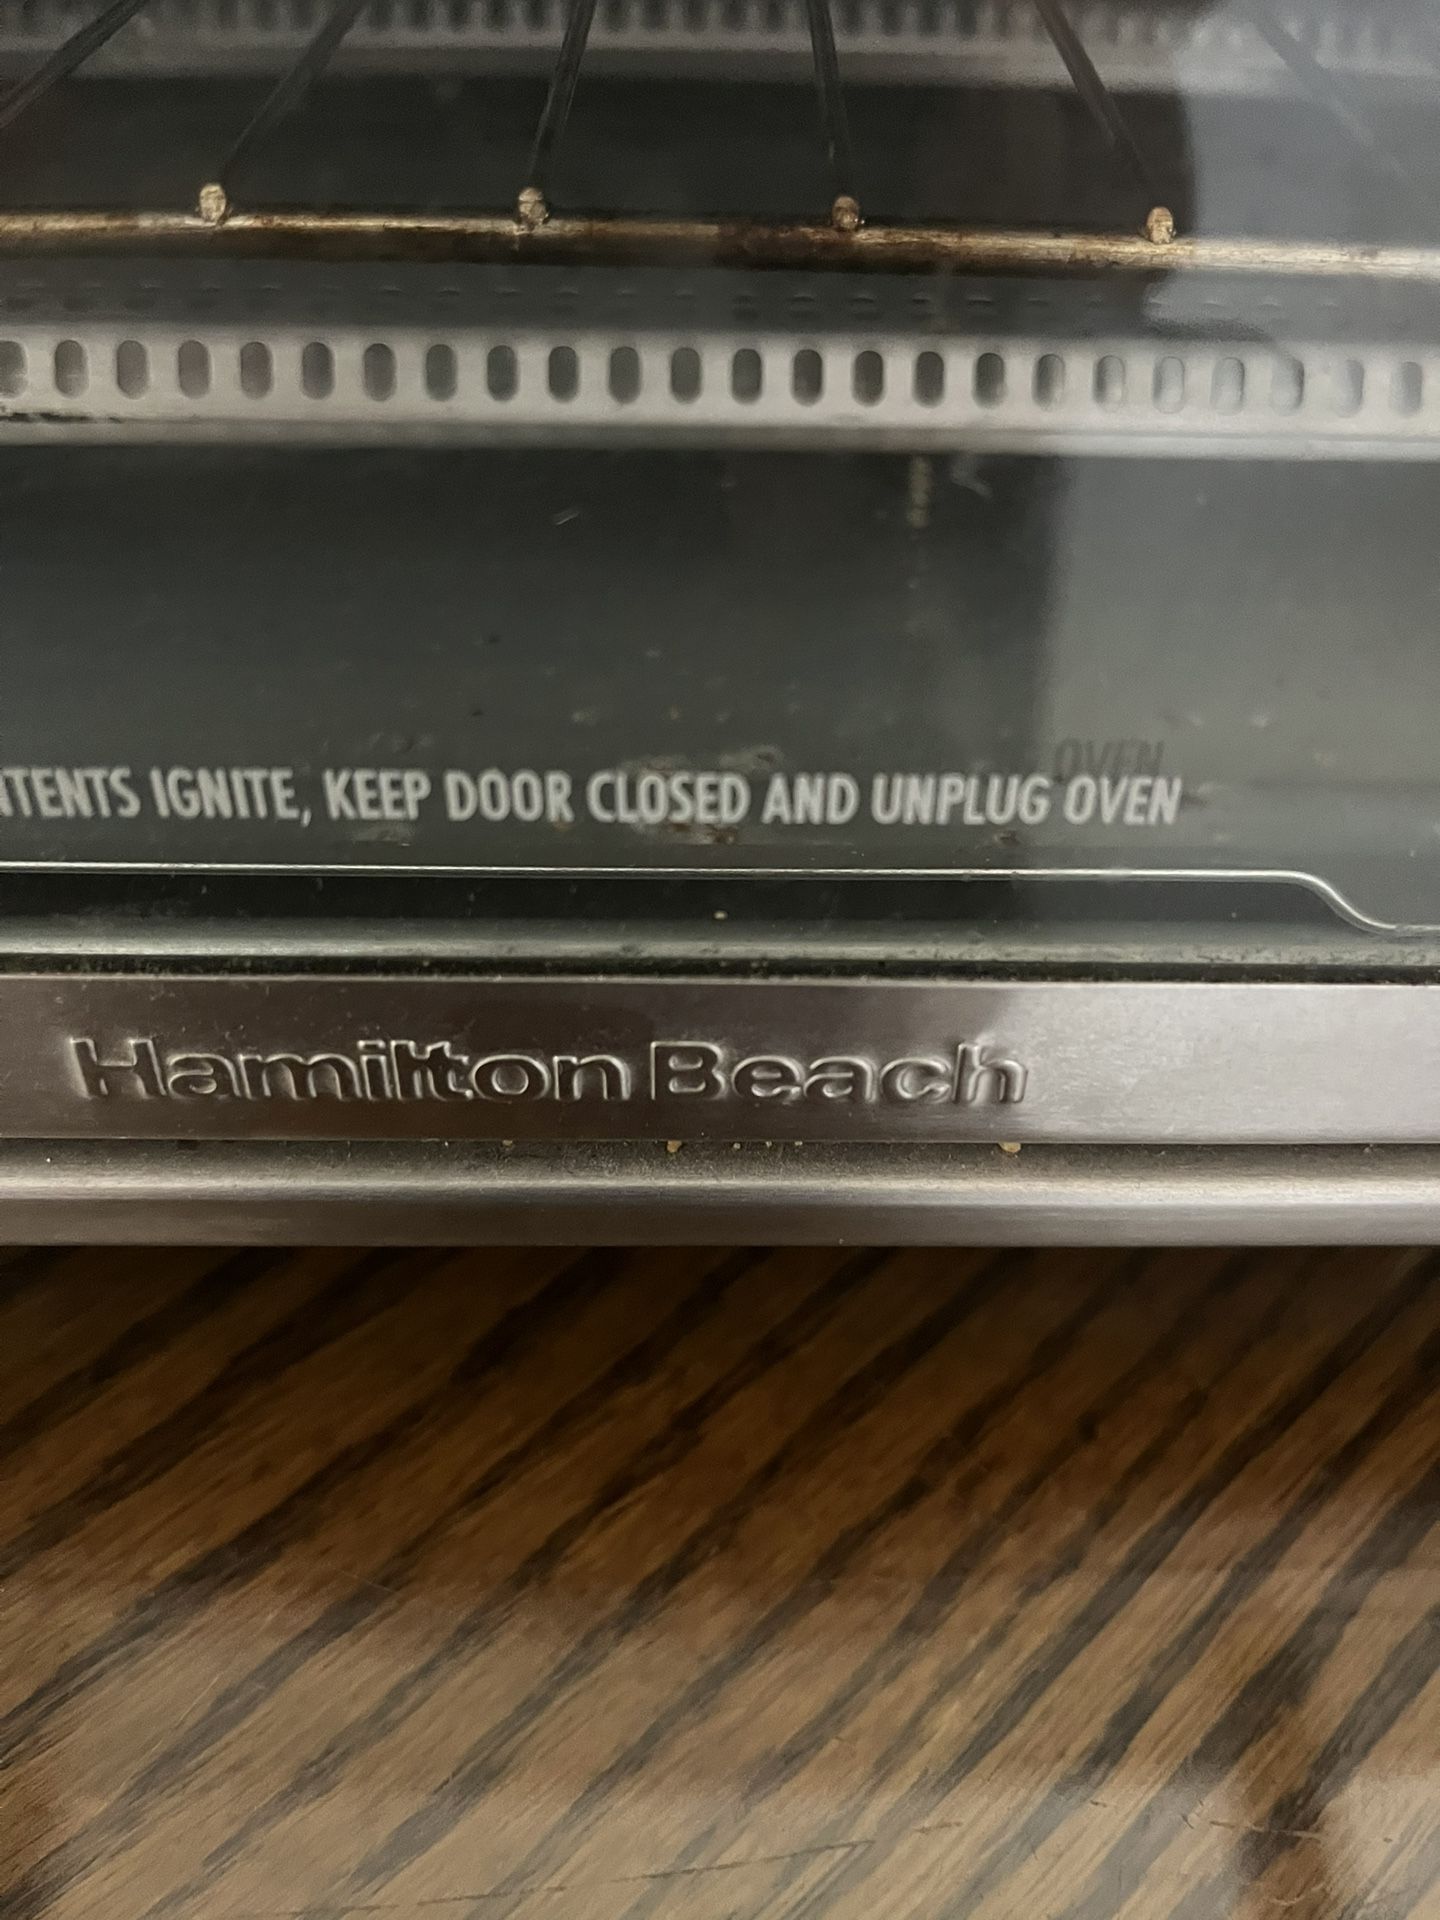 NTENTS IGNITE, KEEP DOOR CLOSED AND UNPLUG OVEN
Hamilton Beach